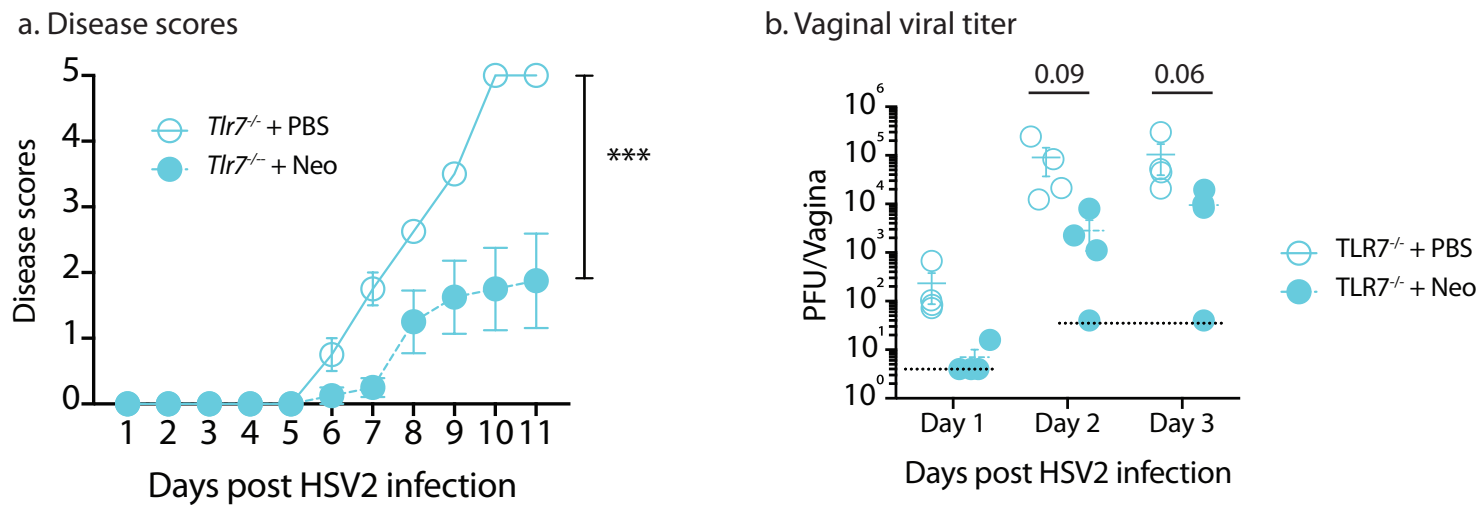 a. Disease scores
5
4
3
2
1
0
Disease scores
Tlr7-/- + PBS
Tlr7-/-- + Neo
***
1 2 3 4 5 6 7 8 9 10 11
Days post HSV2 infection
b. Vaginal viral titer
0.09 0.06
10^6
10^5
10^4
10^3
10^2
10^1
10^0
PFU/Vagina
Day 1 Day 2 Day 3
Days post HSV2 infection
TLR7-/- + PBS
TLR7-/- + Neo